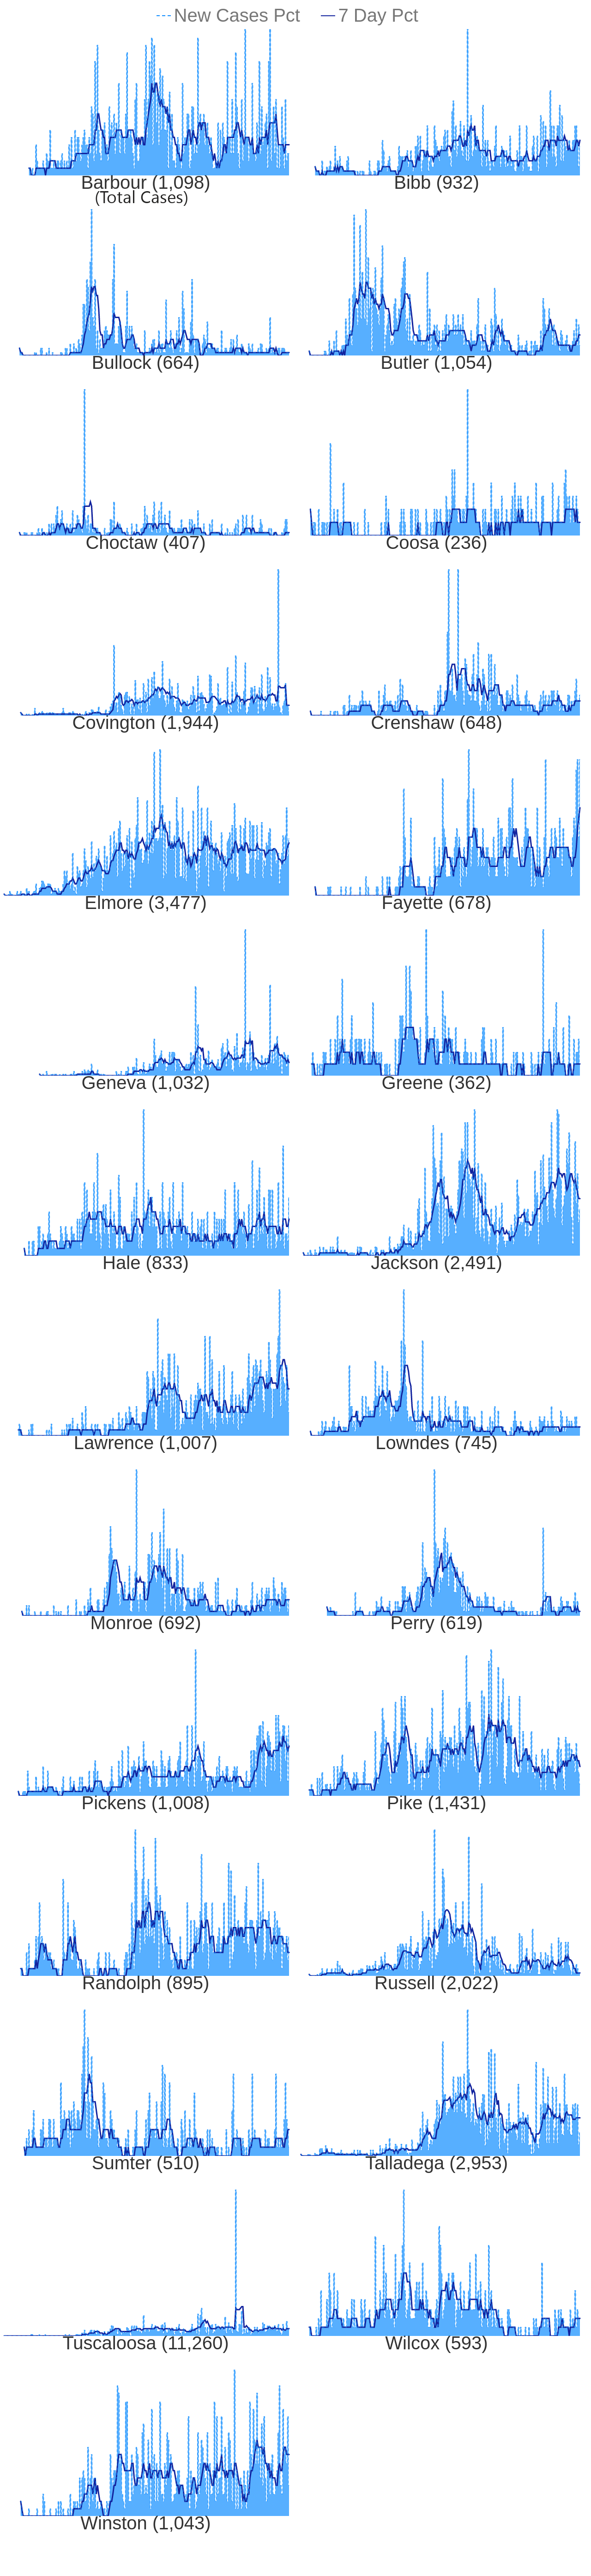 New Cases Pct 7 Day Pct
Barbour (1,098) Bibb (932)
(Total Cases)
Bullock (664) Butler (1,054)
Choctaw (407) Coosa (236)
Covington (1,944) Crenshaw (648)
Elmore (3,477) Fayette (678)
Geneva (1,032) Greene (362)
Hale (833) Jackson (2,491)
Lawrence (1,007) Lowndes (745)
Monroe (692) Perry (619)
Pickens (1,008) Pike (1,431)
Randolph (895) Russell (2,022)
Sumter (510) Talladega (2,953)
Tuscaloosa (11,260) Wilcox (593)
Winston (1,043)